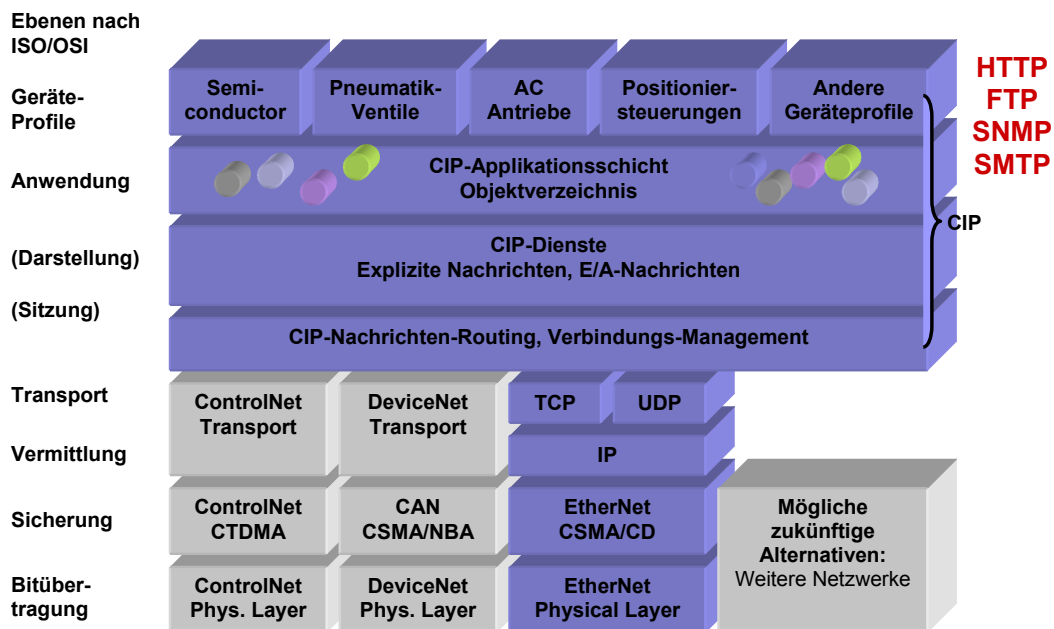 Ebenen nach
ISO/OSI
Geräte-
Profile
Semi-
conductor
Pneumatik-
Ventile
AC
Antriebe
Positionier-
steuerungen
Andere
Geräteprofile
HTTP
FTP
SNMP
SMTP
Anwendung
CIP-Applikationsschicht
Objektverzeichnis
CIP
(Darstellung)
CIP-Dienste
Explizite Nachrichten, E/A-Nachrichten
(Sitzung)
CIP-Nachrichten-Routing, Verbindungs-Management
Transport
ControlNet
Transport
DeviceNet
Transport
TCP
UDP
Vermittlung
IP
Sicherung
ControlNet
CTDMA
CAN
CSMA/NBA
EtherNet
CSMA/CD
Mögliche
zukünftige
Alternativen:
Weitere Netzwerke
Bitüber-
tragung
ControlNet
Phys. Layer
DeviceNet
Phys. Layer
EtherNet
Physical Layer